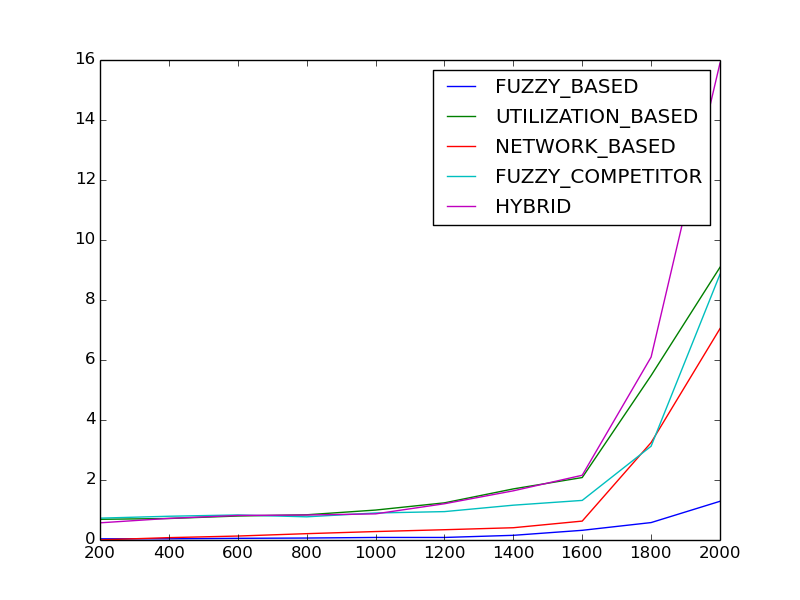 16
14
12
10
8
6
4
2
0
FUZZY_BASED
UTILIZATION_BASED
NETWORK_BASED
FUZZY_COMPETITOR
HYBRID
200 400 600 800 1000 1200 1400 1600 1800 2000